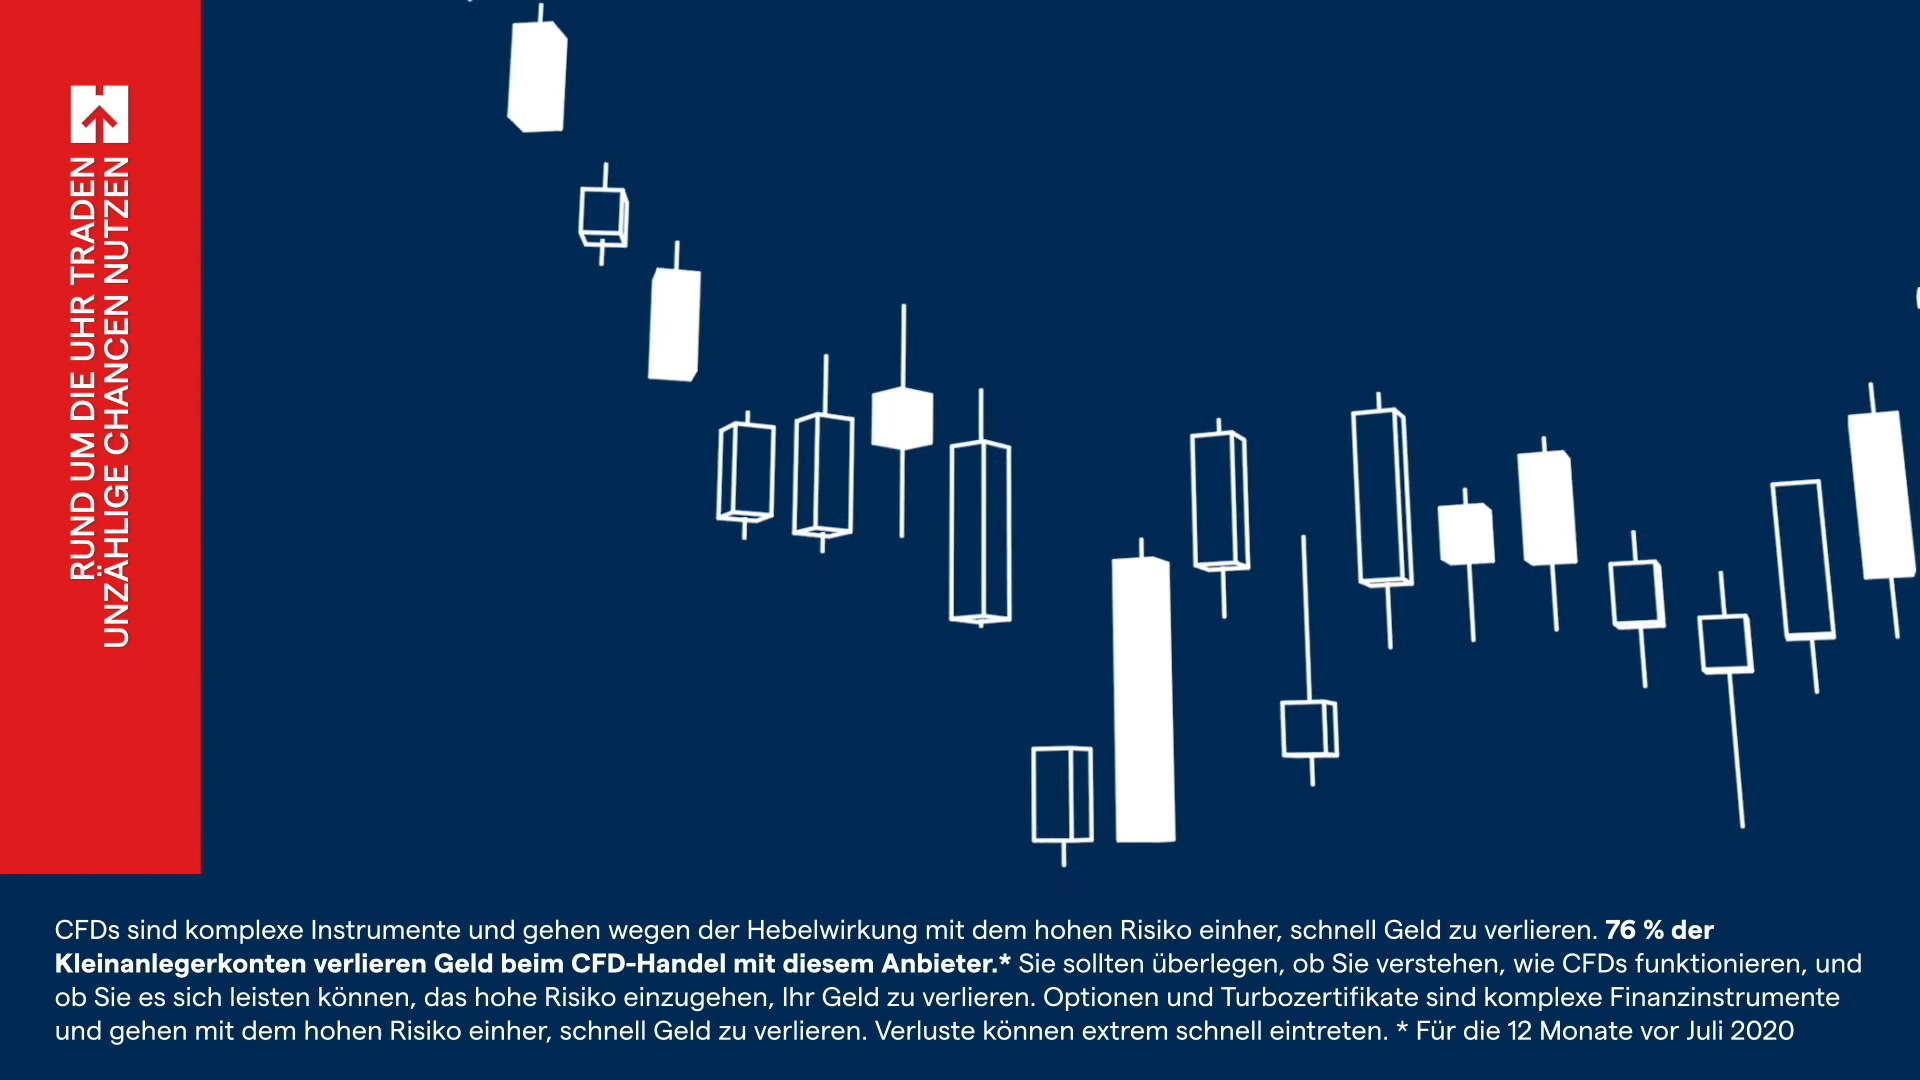 RUND UM DIE UHR TRADEN
UNZÄHLIGE CHANCEN NUTZEN
CFDs sind komplexe Instrumente und gehen wegen der Hebelwirkung mit dem hohen Risiko einher, schnell Geld zu verlieren. 76 % der
Kleinanlegerkonten verlieren Geld beim CFD-Handel mit diesem Anbieter.* Sie sollten überlegen, ob Sie verstehen, wie CFDs funktionieren, und
ob Sie es sich leisten können, das hohe Risiko einzugehen, Ihr Geld zu verlieren. Optionen und Turbozertifikate sind komplexe Finanzinstrumente
und gehen mit dem hohen Risiko einher, schnell Geld zu verlieren. Verluste können extrem schnell eintreten. * Für die 12 Monate vor Juli 2020